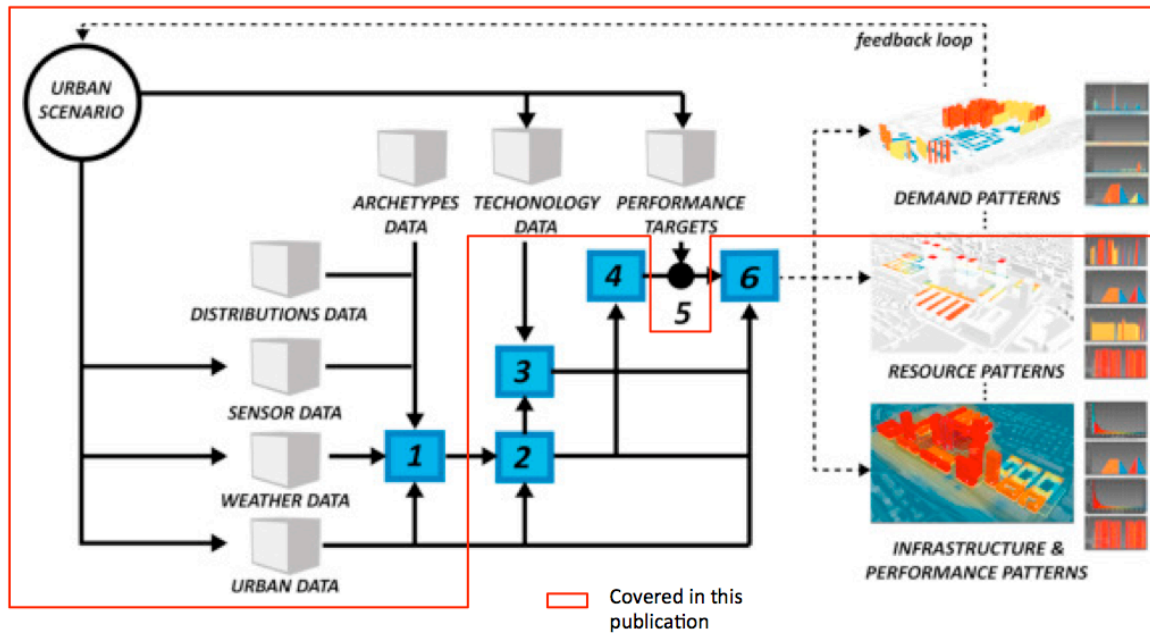 feedback loop
URBAN
SCENARIO
ARCHETYPES
DATA
TECHONOLOGY
DATA
PERFORMANCE
TARGETS
DEMAND PATTERNS
DISTRIBUTIONS DATA
4
5
6
3
SENSOR DATA
RESOURCE PATTERNS
1
2
WEATHER DATA
URBAN DATA
INFRASTRUCTURE &
PERFORMANCE PATTERNS
Covered in this
publication